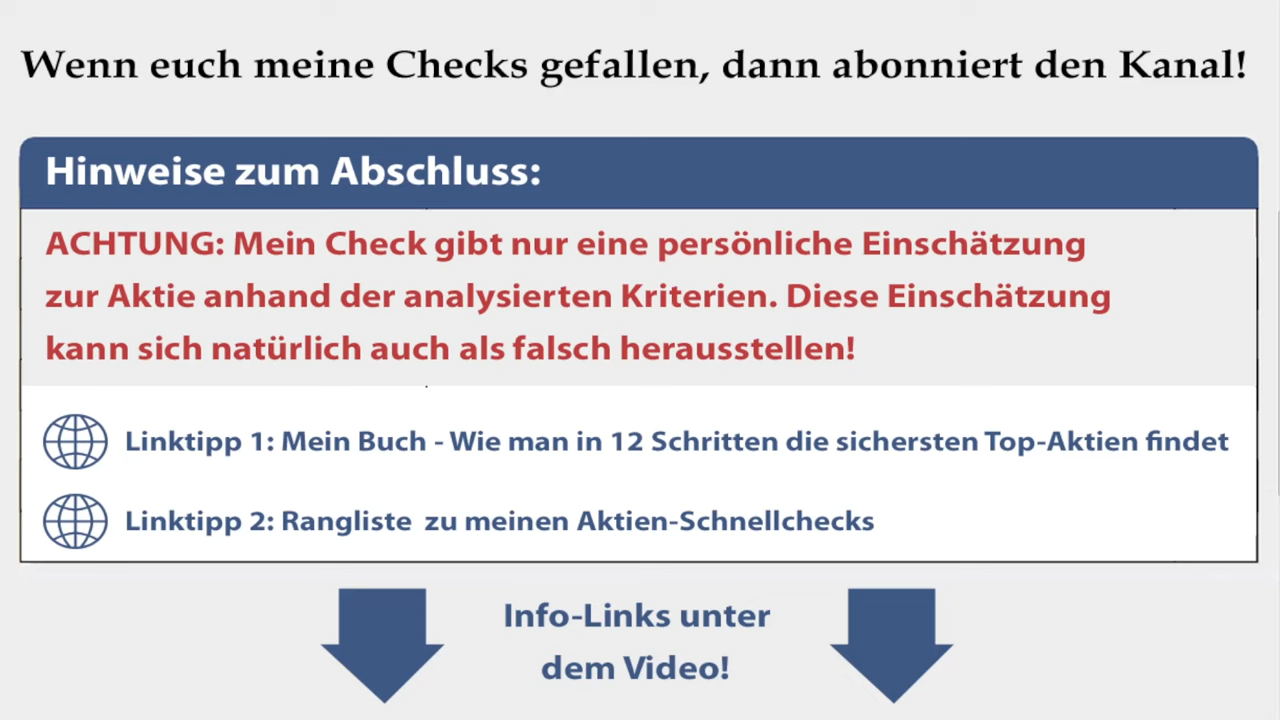 Wenn euch meine Checks gefallen, dann abonniert den Kanal!
Hinweise zum Abschluss:
ACHTUNG: Mein Check gibt nur eine persönliche Einschätzung
zur Aktie anhand der analysierten Kriterien. Diese Einschätzung
kann sich natürlich auch als falsch herausstellen!
Linktipp 1: Mein Buch - Wie man in 12 Schritten die sichersten Top-Aktien findet
Linktipp 2: Rangliste zu meinen Aktien-Schnellchecks
Info-Links unter
dem Video!